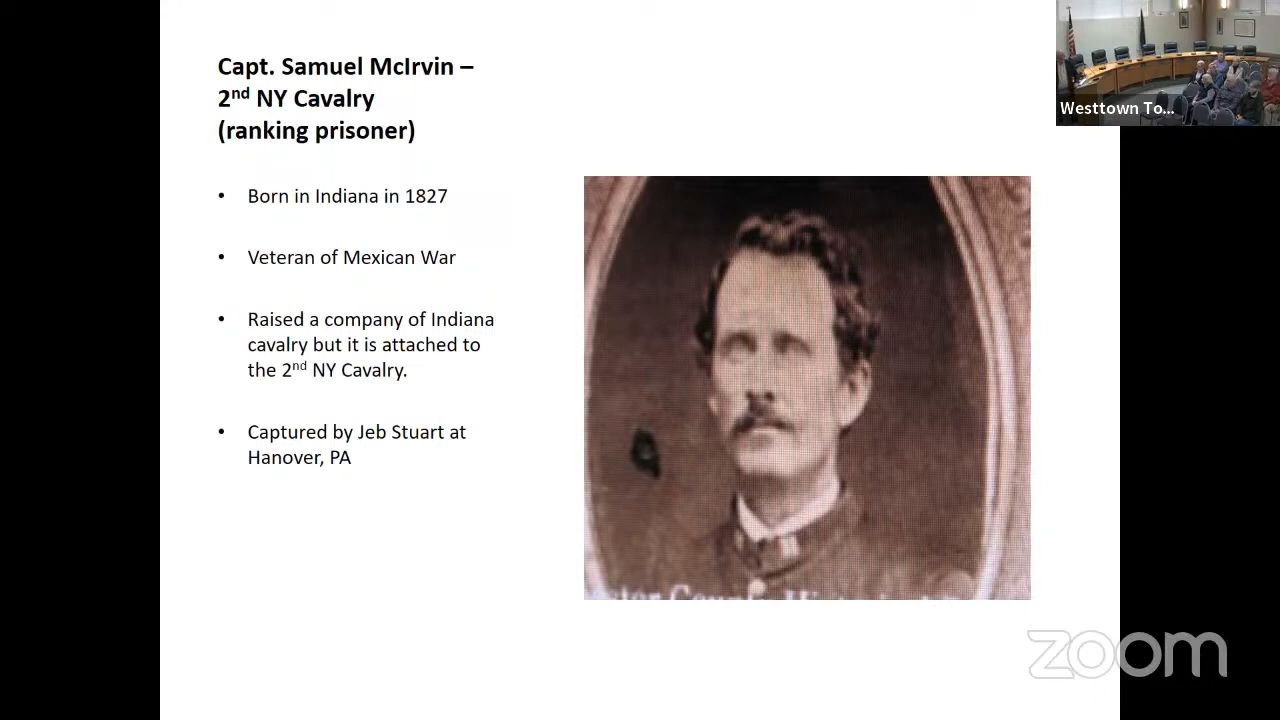 Capt. Samuel McIrvin –
2nd NY Cavalry
(ranking prisoner)
• Born in Indiana in 1827
• Veteran of Mexican War
• Raised a company of Indiana
cavalry but it is attached to
the 2nd NY Cavalry.
• Captured by Jeb Stuart at
Hanover, PA
Westtown To...
zoom